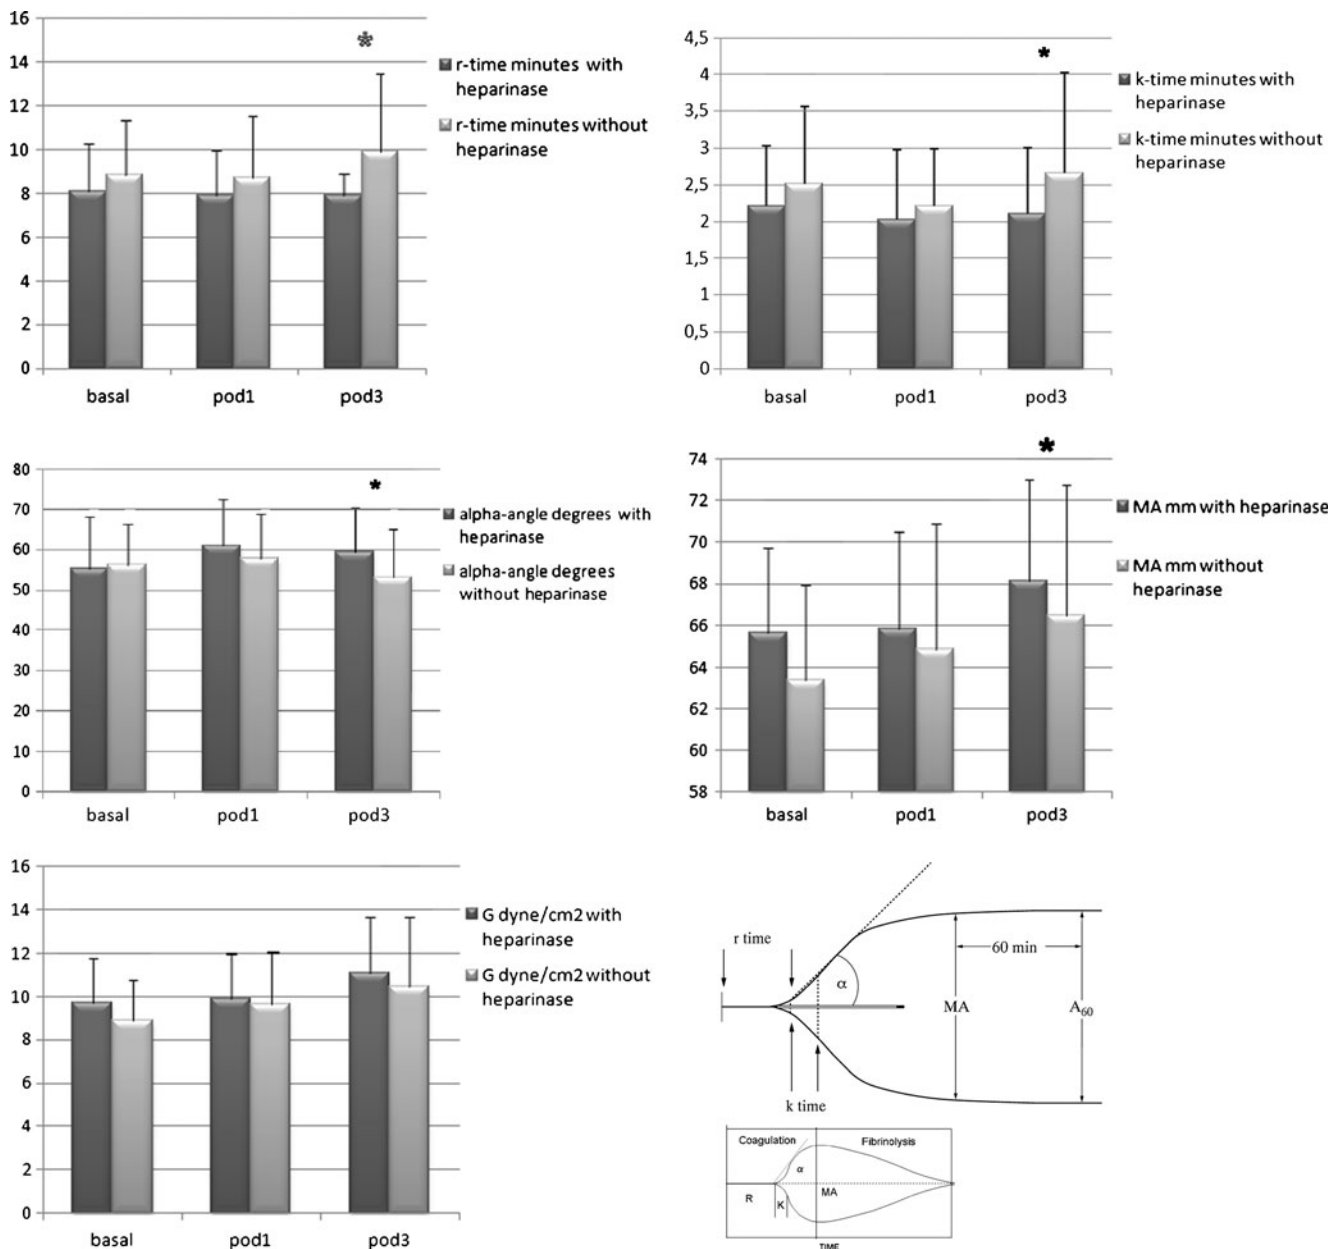 16
14
12
10
8
6
4
2
0
basal pod1 pod3
*
r-time minutes with
heparinase
r-time minutes without
heparinase
4,5
4
3,5
3
2,5
2
1,5
1
0,5
0
basal pod1 pod3
*
k-time minutes with
heparinase
k-time minutes without
heparinase
80
70
60
50
40
30
20
10
0
basal pod1 pod3
*
alpha-angle degrees with
heparinase
alpha-angle degrees
without heparinase
74
72
70
68
66
64
62
60
58
basal pod1 pod3
*
MA mm with heparinase
MA mm without
heparinase
16
14
12
10
8
6
4
2
0
basal pod1 pod3
G dyne/cm2 with
heparinase
G dyne/cm2 without
heparinase
r time
60 min
α
MA
A60
k time
Coagulation Fibrinolysis
α
R K MA
TIME